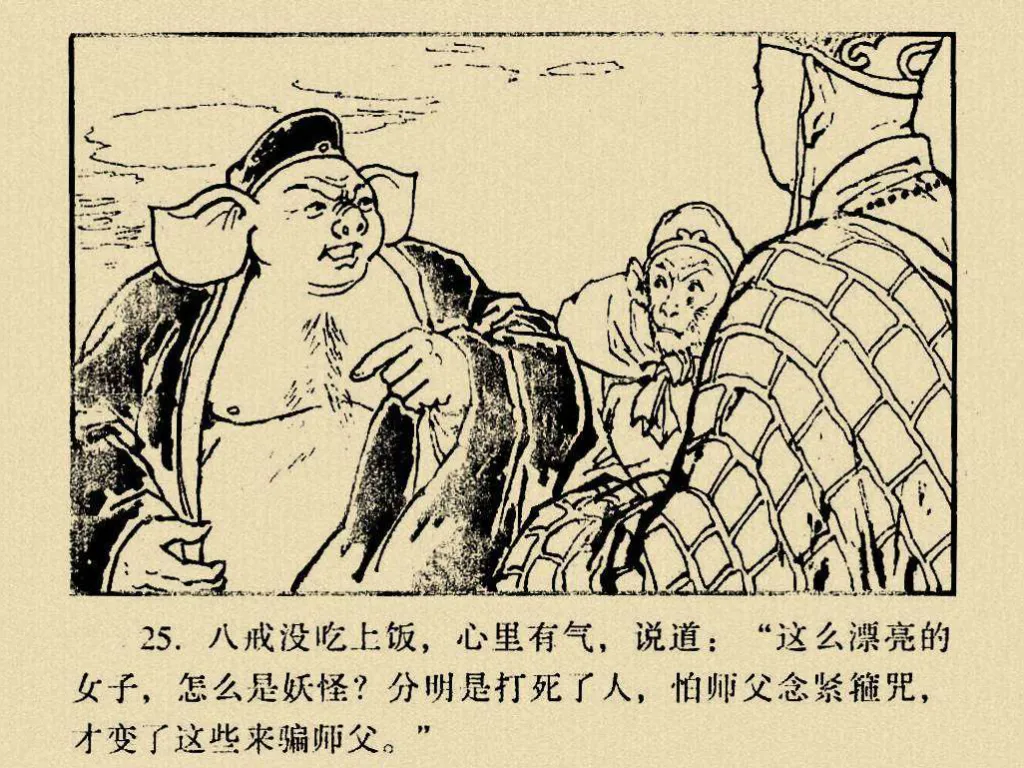 25. 八戒没吃上饭，心里有气，说道：“这么漂亮的
女子，怎么是妖怪？分明是打死了人，怕师父念紧箍咒，
才变了这些来骗师父。”